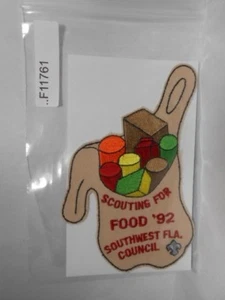 ..F11761
SCOUTING FOR
FOOD '92
SOUTHWEST FLA.
COUNCIL